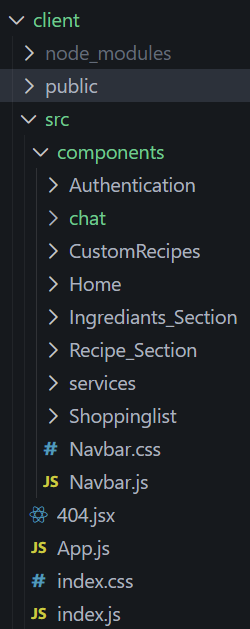 client
node_modules
public
src
components
Authentication
chat
CustomRecipes
Home
Ingrediants_Section
Recipe_Section
services
Shoppinglist
# Navbar.css
JS Navbar.js
404.jsx
JS App.js
# index.css
JS index.js